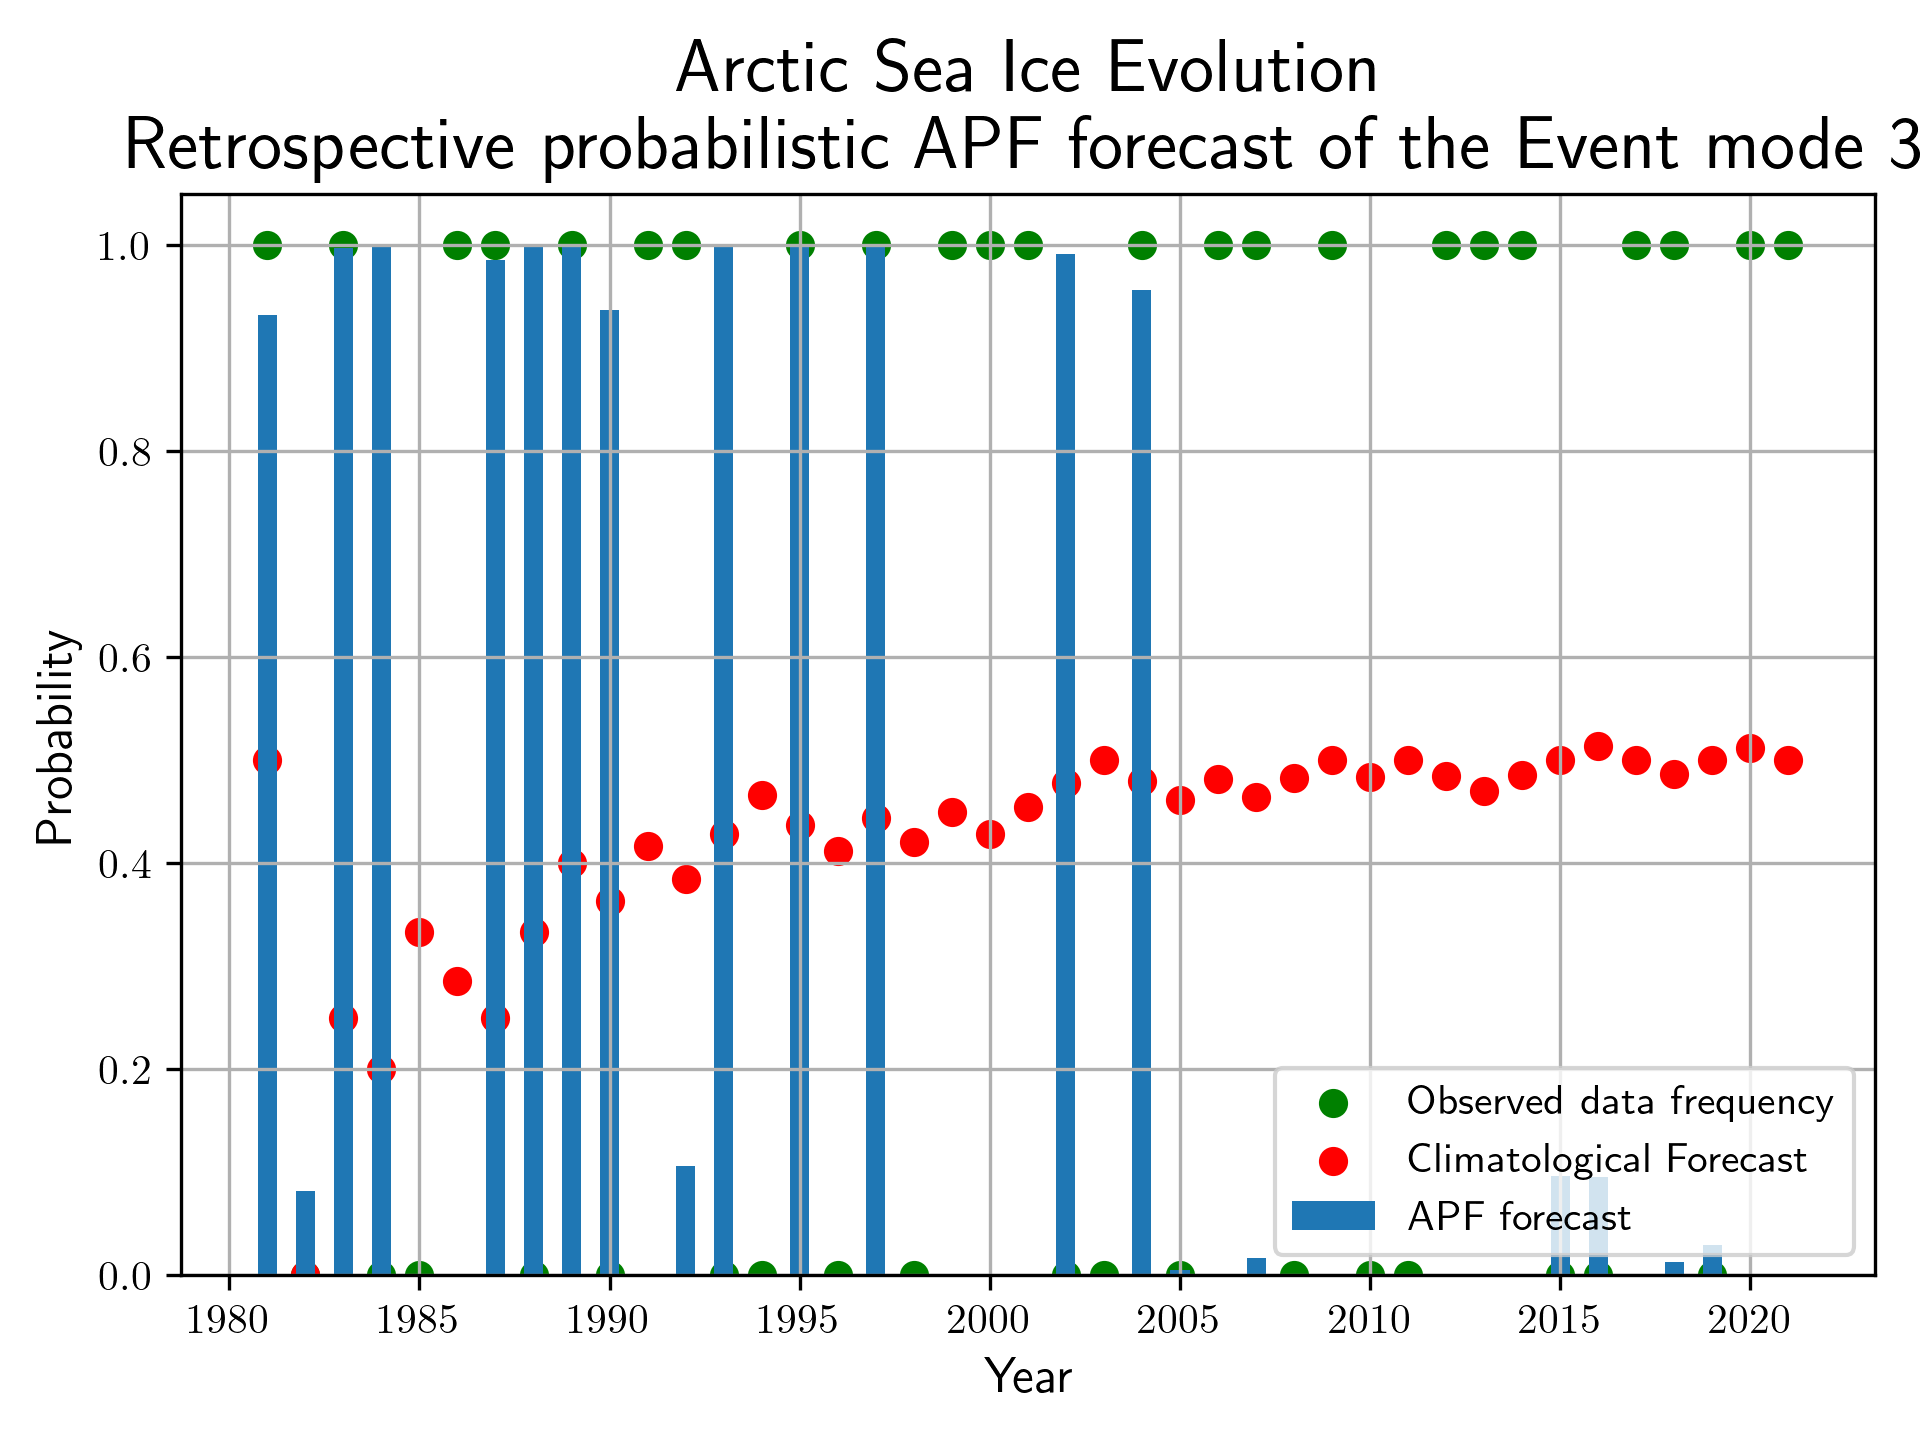 Arctic Sea Ice Evolution
Retrospective probabilistic APF forecast of the Event mode 3
1.0
0.8
0.6
0.4
0.2
0.0
Probability
1980 1985 1990 1995 2000 2005 2010 2015 2020
Year
Observed data frequency
Climatological Forecast
APF forecast